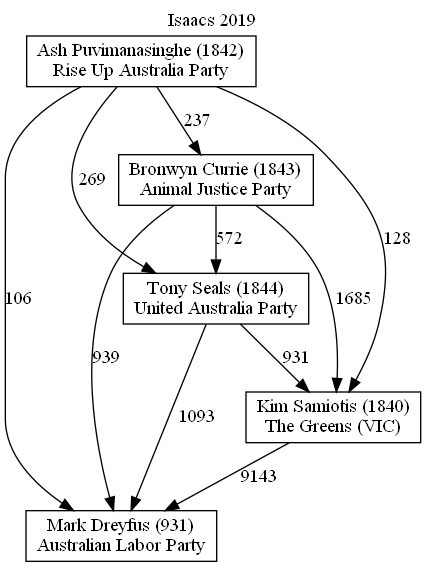 Isaacs 2019
Ash Puvimanasinghe (1842)
Rise Up Australia Party
237
Bronwyn Currie (1843)
Animal Justice Party
269
128
572
Tony Seals (1844)
United Australia Party
106
1685
939
931
1093
Kim Samiotis (1840)
The Greens (VIC)
9143
Mark Dreyfus (931)
Australian Labor Party